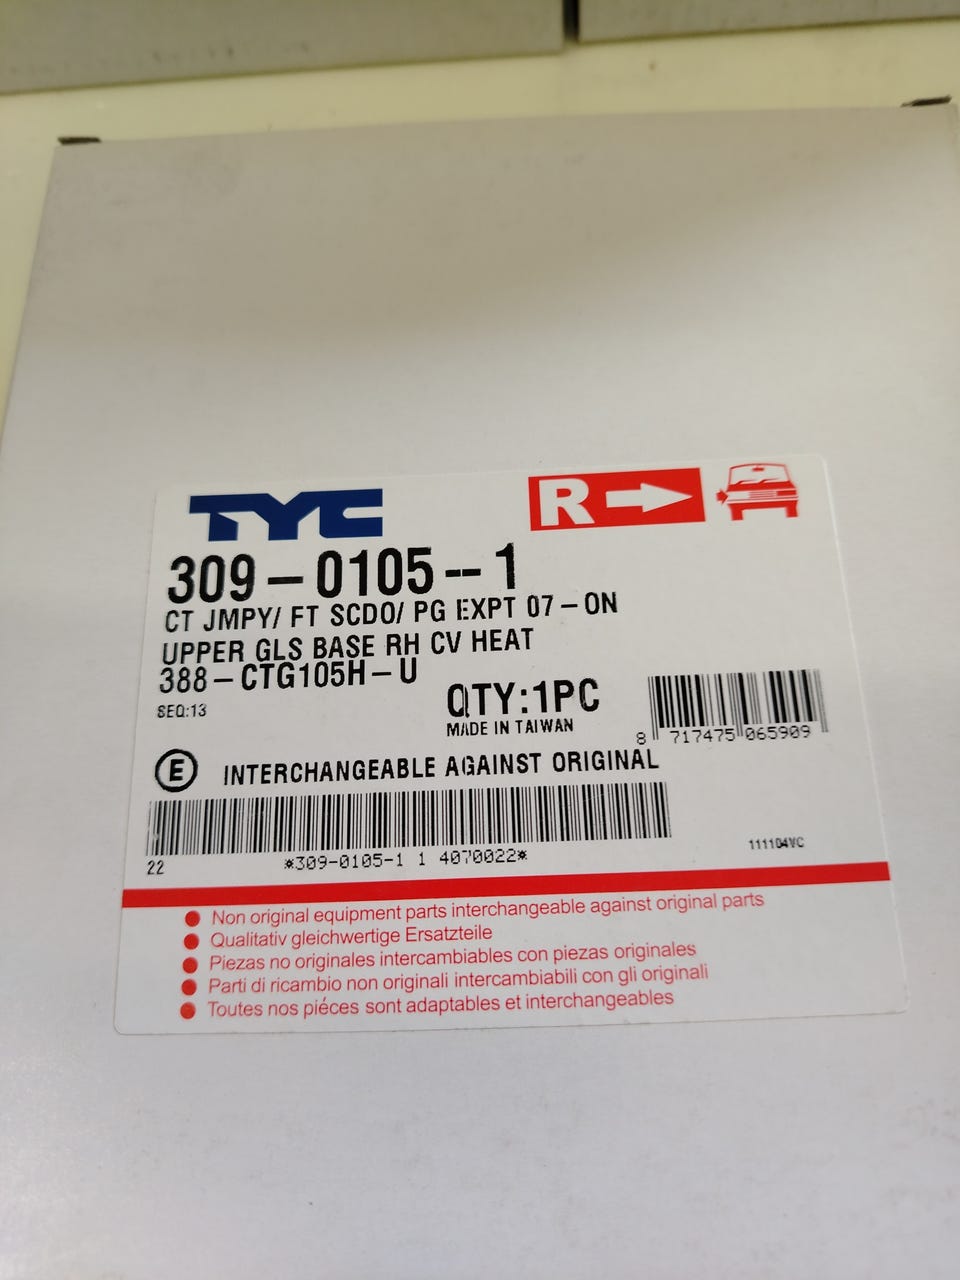 TYC
R
309-0105--1
CT JMPY/ FT SCDO/ PG EXPT 07-ON
UPPER GLS BASE RH CV HEAT
388-CTG105H-U
SEQ:13
QTY:1PC
MADE IN TAIWAN
8 717475 065909
E INTERCHANGEABLE AGAINST ORIGINAL
22 *309-0105-1 1 4070022*
111104VC
Non original equipment parts interchangeable against original parts
Qualitativ gleichwertige Ersatzteile
Piezas no originales intercambiables con piezas originales
Parti di ricambio non originali intercambiabili con gli originali
Toutes nos piéces sont adaptables et interchangeables